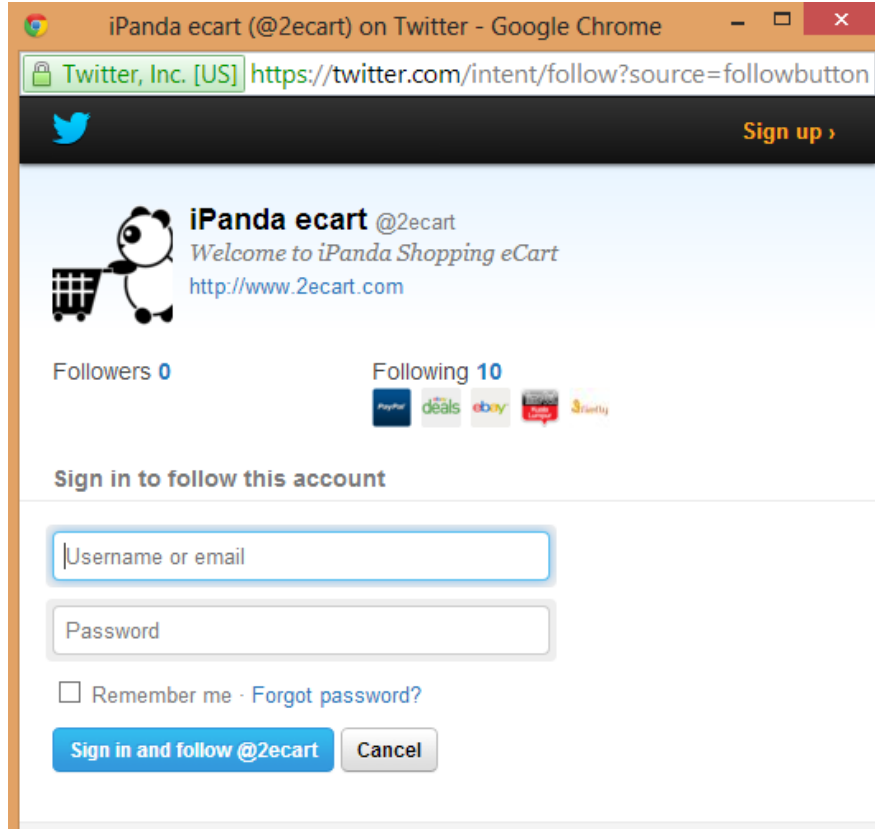 iPanda ecart (@2ecart) on Twitter - Google Chrome
Twitter, Inc. [US] https://twitter.com/intent/follow?source=followbutton
Sign up ›
iPanda ecart @2ecart
Welcome to iPanda Shopping eCart
http://www.2ecart.com
Followers 0
Following 10
PayPal deals ebay
Sign in to follow this account
Username or email
Password
Remember me · Forgot password?
Sign in and follow @2ecart Cancel